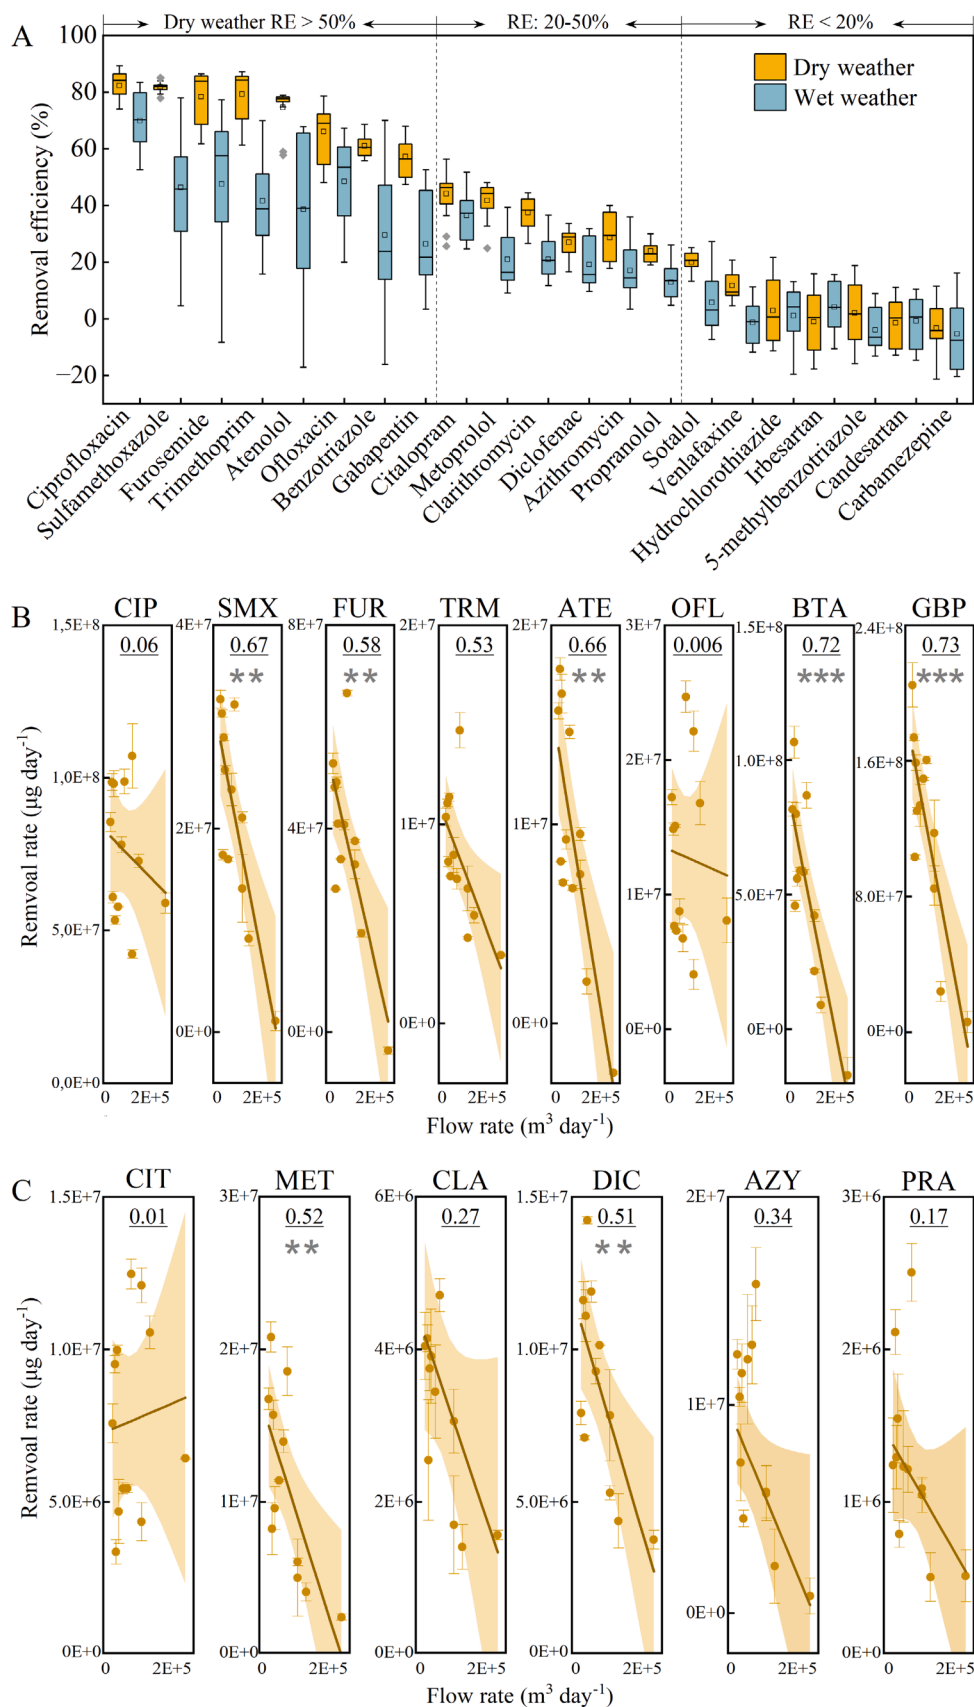 A
Dry weather RE > 50%
RE: 20-50%
RE < 20%
Removal efficiency (%)
100
80
60
40
20
0
−20
Dry weather
Wet weather
Ciprofloxacin
Sulfamethoxazole
Furosemide
Trimethoprim
Atenolol
Ofloxacin
Benzotriazole
Gabapentin
Citalopram
Metoprolol
Clarithromycin
Diclofenac
Azithromycin
Propranolol
Sotalol
Venlafaxine
Hydrochlorothiazide
Irbesartan
5-methylbenzotriazole
Candesartan
Carbamezepine
B
CIP SMX FUR TRM ATE OFL BTA GBP
0.06 0.67 0.58 0.53 0.66 0.006 0.72 0.73
** ** ** *** ***
Remvoal rate (µg day⁻¹)
1,5E+8 4E+7 8E+7 2E+7 2E+7 3E+7 1.5E+8 2.4E+8
1.0E+8 2E+7 4E+7 1E+7 1E+7 2E+7 1.0E+8 1.6E+8
5.0E+7 0E+0 0E+0 0E+0 0E+0 1E+7 5.0E+7 8.0E+7
0,0E+0 0E+0 0E+0 0E+0
0 2E+5 0 2E+5 0 2E+5 0 2E+5 0 2E+5 0 2E+5 0 2E+5 0 2E+5
Flow rate (m³ day⁻¹)
C
CIT MET CLA DIC AZY PRA
0.01 0.52 0.27 0.51 0.34 0.17
** **
Remvoal rate (µg day⁻¹)
1.5E+7 3E+7 6E+6 1.5E+7 2E+7 3E+6
1.0E+7 2E+7 4E+6 1.0E+7 1E+7 2E+6
5.0E+6 1E+7 2E+6 5.0E+6 0E+0 1E+6
0E+0 0E+0 0E+0 0.0E+0 0E+0
0 2E+5 0 2E+5 0 2E+5 0 2E+5 0 2E+5 0 2E+5
Flow rate (m³ day⁻¹)